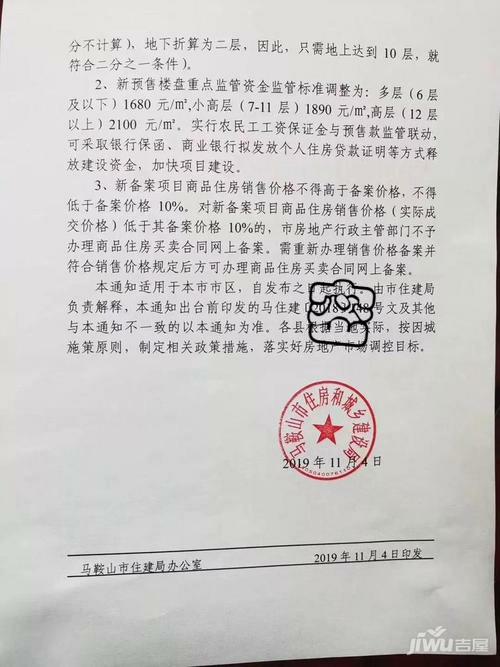 分不计算），地下折算为二层，因此，只需地上达到 10 层，就
符合二分之一条件）。
2、新预售楼盘重点监管资金监管标准调整为：多层（6 层
及以下）1680 元/㎡,小高层（7-11 层）1890 元/㎡,高层（12 层
以上）2100 元/㎡。实行农民工工资保证金与预售款监管联动，
可采取银行保函、商业银行拟发放个人住房贷款证明等方式释
放建设资金，加快项目建设。
3、新备案项目商品住房销售价格不得高于备案价格，不得
低于备案价格 10%。对新备案项目商品住房销售价格（实际成
交价格）低于其备案价格 10%的，市房地产行政主管部门不予
办理商品住房买卖合同网上备案。需重新办理销售价格备案并
符合销售价格规定后方可办理商品住房买卖合同网上备案。
本通知适用于本市市区，自发布之日起执行。由市住建局
负责解释，本通知出台前印发的马住建〔2018〕148号文及其他
与本通知不一致的以本通知为准。各县根据当地实际，按因城
施策原则，制定相关政策措施，落实好房地产市场调控目标。
马鞍山市住房和城乡建设局
2019 年 11 月 4 日
马鞍山市住建局办公室 2019 年 11 月 4 日印发
JIWU吉屋